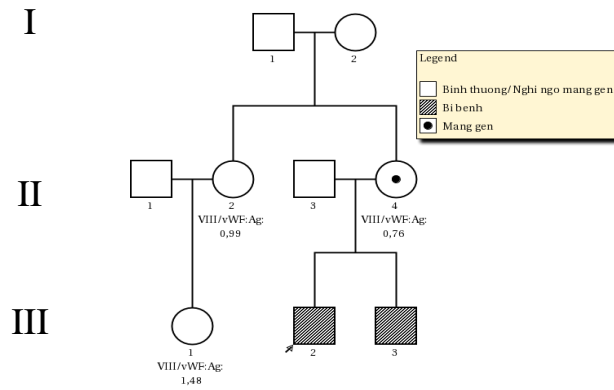 I
1
2
Legend
Binh thuong/ Nghi ngo mang gen
Bi benh
Mang gen
II
1
2
3
4
VIII/vWF:Ag:
0,99
VIII/vWF:Ag:
0,76
III
1
2
3
VIII/vWF:Ag:
1,48